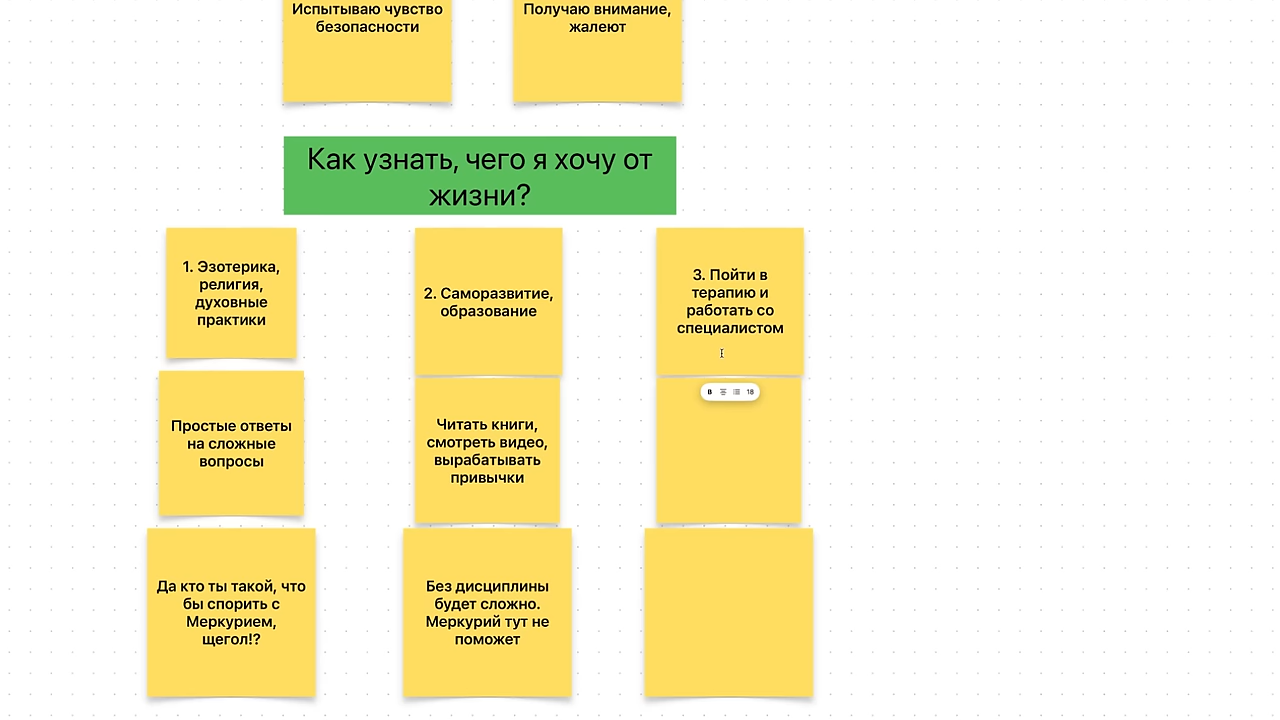 Испытываю чувство
безопасности
Получаю внимание,
жалеют
Как узнать, чего я хочу от
жизни?
1. Эзотерика,
религия,
духовные
практики
2. Саморазвитие,
образование
3. Пойти в
терапию и
работать со
специалистом
B
18
Простые ответы
на сложные
вопросы
Читать книги,
смотреть видео,
вырабатывать
привычки
Да кто ты такой, что
бы спорить с
Меркурием,
щегол!?
Без дисциплины
будет сложно.
Меркурий тут не
поможет